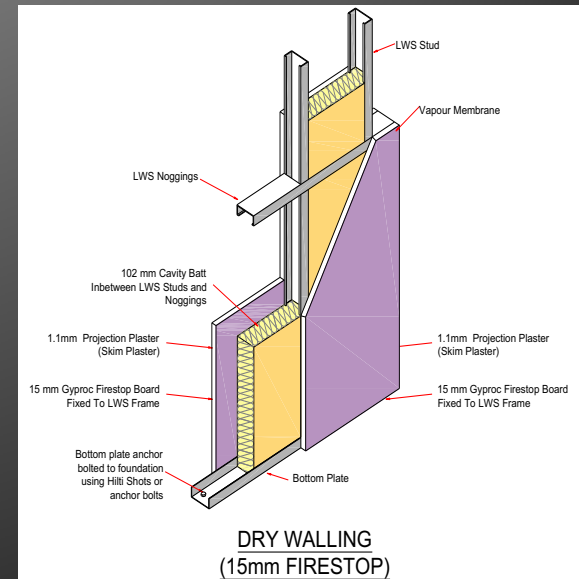 LWS Stud
Vapour Membrane
LWS Noggings
102 mm Cavity Batt
Inbetween LWS Studs and
Noggings
1.1mm Projection Plaster
(Skim Plaster)
1.1mm Projection Plaster
(Skim Plaster)
15 mm Gyproc Firestop Board
Fixed To LWS Frame
15 mm Gyproc Firestop Board
Fixed To LWS Frame
Bottom plate anchor
bolted to foundation
using Hilti Shots or
anchor bolts
Bottom Plate
DRY WALLING
(15mm FIRESTOP)